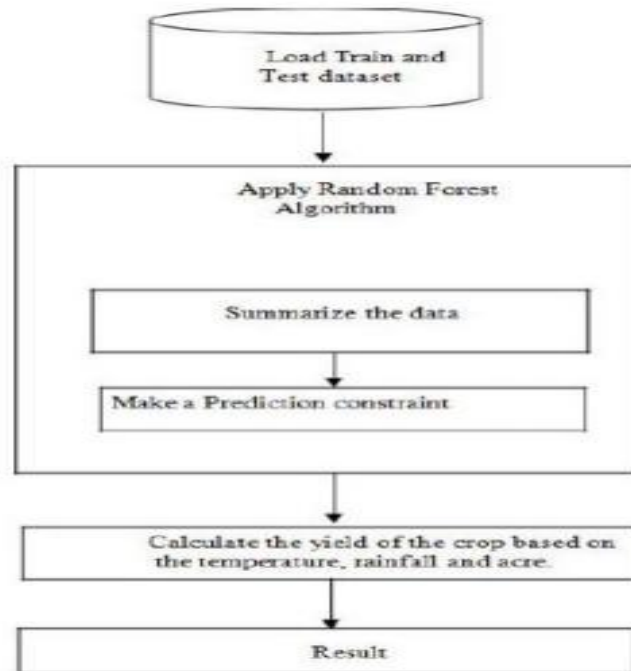 Load Train and
Test dataset
Apply Random Forest
Algorithm
Summarize the data
Make a Prediction constraint
Calculate the yield of the crop based on
the temperature, rainfall and acre.
Result